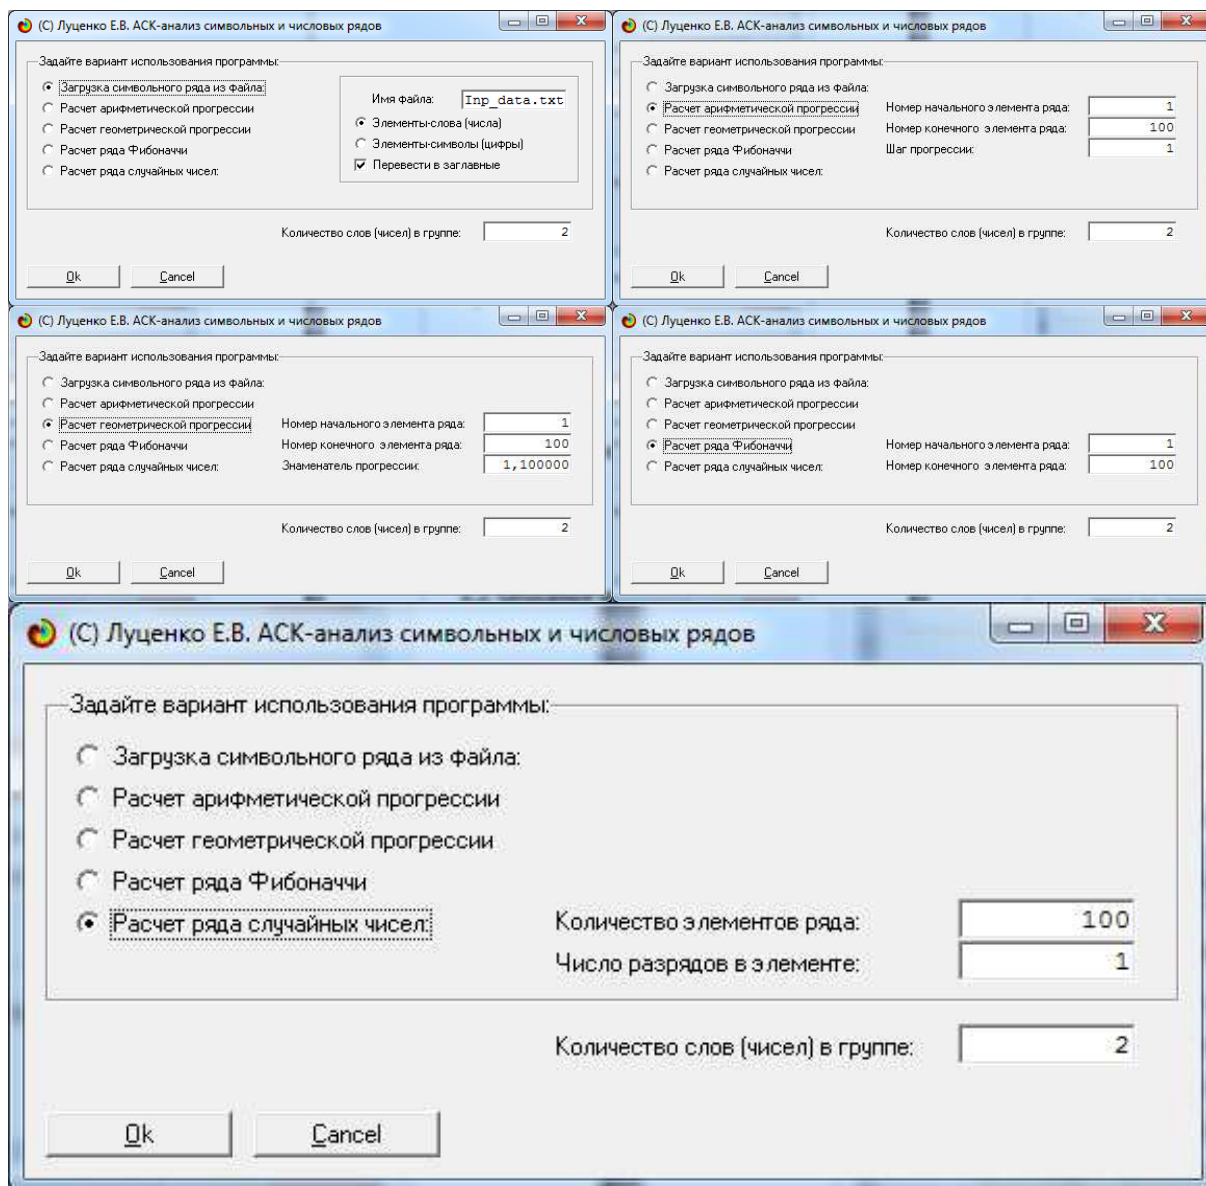 (C) Луценко Е.В. АСК-анализ символьных и числовых рядов
Задайте вариант использования программы:
Загрузка символьного ряда из файла:
Расчет арифметической прогрессии
Расчет геометрической прогрессии
Расчет ряда Фибоначчи
Расчет ряда случайных чисел:
Имя файла: Inp_data.txt
Элементы-слова (числа)
Элементы-символы (цифры)
Перевести в заглавные
Количество слов (чисел) в группе: 2
Ok Cancel
(C) Луценко Е.В. АСК-анализ символьных и числовых рядов
Задайте вариант использования программы:
Загрузка символьного ряда из файла:
Расчет арифметической прогрессии Номер начального элемента ряда: 1
Расчет геометрической прогрессии Номер конечного элемента ряда: 100
Расчет ряда Фибоначчи Шаг прогрессии: 1
Расчет ряда случайных чисел:
Количество слов (чисел) в группе: 2
Ok Cancel
(C) Луценко Е.В. АСК-анализ символьных и числовых рядов
Задайте вариант использования программы:
Загрузка символьного ряда из файла:
Расчет арифметической прогрессии
Расчет геометрической прогрессии Номер начального элемента ряда: 1
Расчет ряда Фибоначчи Номер конечного элемента ряда: 100
Расчет ряда случайных чисел: Знаменатель прогрессии: 1,100000
Количество слов (чисел) в группе: 2
Ok Cancel
(C) Луценко Е.В. АСК-анализ символьных и числовых рядов
Задайте вариант использования программы:
Загрузка символьного ряда из файла:
Расчет арифметической прогрессии
Расчет геометрической прогрессии
Расчет ряда Фибоначчи Номер начального элемента ряда: 1
Расчет ряда случайных чисел: Номер конечного элемента ряда: 100
Количество слов (чисел) в группе: 2
Ok Cancel
(C) Луценко Е.В. АСК-анализ символьных и числовых рядов
Задайте вариант использования программы:
Загрузка символьного ряда из файла:
Расчет арифметической прогрессии
Расчет геометрической прогрессии
Расчет ряда Фибоначчи
Расчет ряда случайных чисел: Количество элементов ряда: 100
Число разрядов в элементе: 1
Количество слов (чисел) в группе: 2
Ok Cancel